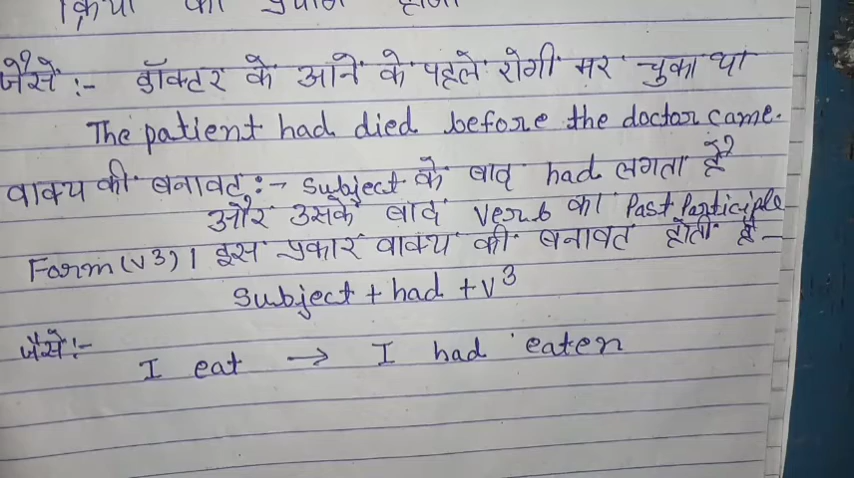 क्रिया का प्रयोग होगा
जैसे :- डॉक्टर के आने के पहले रोगी मर चुका था
The patient had died before the doctor came.
वाक्य की बनावट :- subject के बाद had लगता है
और उसके बाद verb का Past Participle
Form (v3) । इस प्रकार वाक्य की बनावट होती है -
subject + had + v³
जैसे :-
I eat → I had eaten